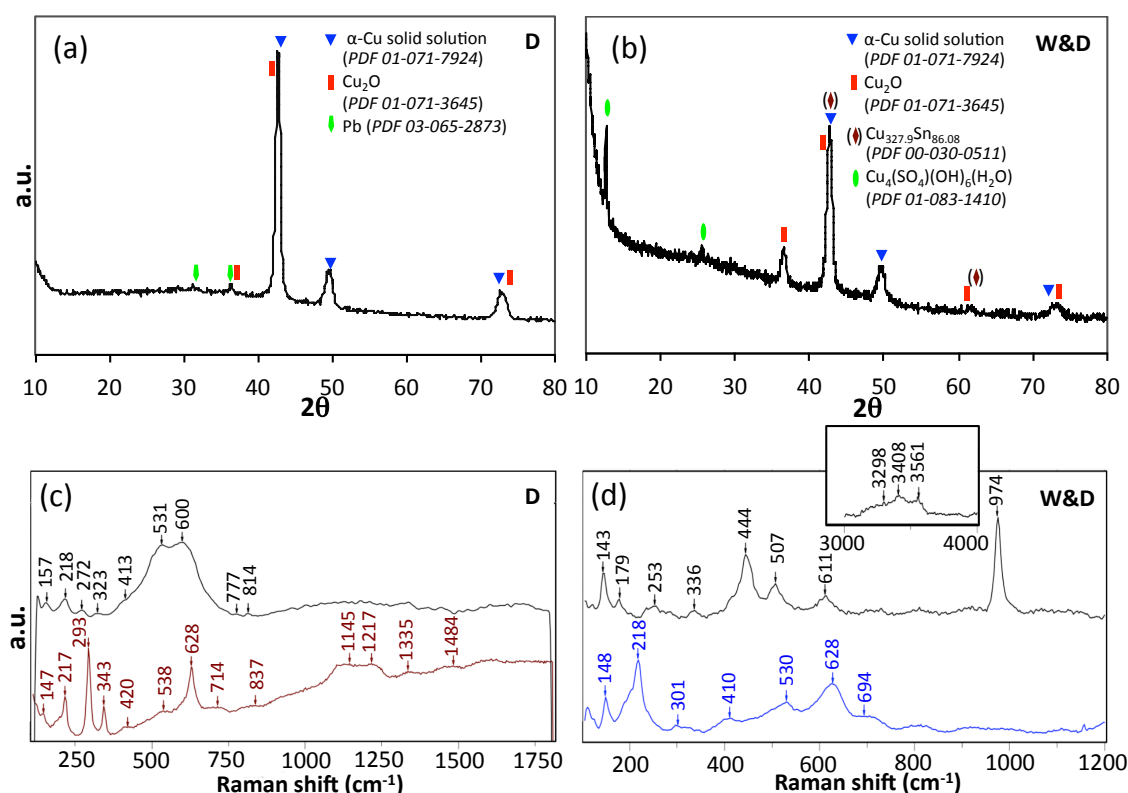 (a)
D
α-Cu solid solution
(PDF 01-071-7924)
Cu2O
(PDF 01-071-3645)
Pb (PDF 03-065-2873)
a.u.
10 20 30 40 50 60 70 80
2θ
(b)
W&D
α-Cu solid solution
(PDF 01-071-7924)
Cu2O
(PDF 01-071-3645)
Cu327.9Sn86.08
(PDF 00-030-0511)
Cu4(SO4)(OH)6(H2O)
(PDF 01-083-1410)
10 20 30 40 50 60 70 80
2θ
(c)
D
157 218 272 323 413 531 600 777 814
147 217 293 343 420 538 628 714 837 1145 1217 1335 1484
a.u.
250 500 750 1000 1250 1500 1750
Raman shift (cm-1)
(d)
W&D
3298 3408 3561
3000 4000
143 179 253 336 444 507 611 974
148 218 301 410 530 628 694
200 400 600 800 1000 1200
Raman shift (cm-1)